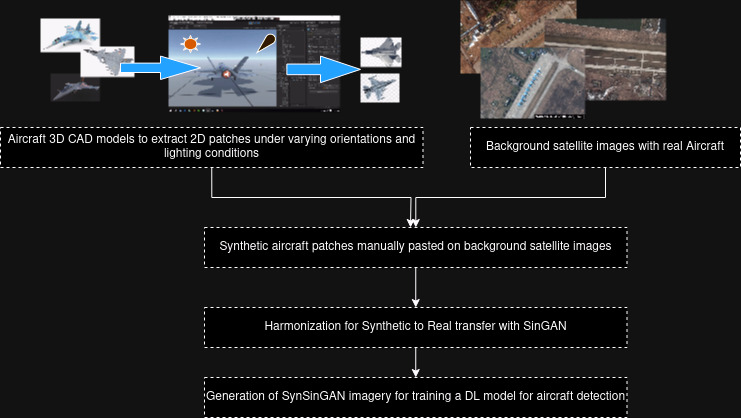 Aircraft 3D CAD models to extract 2D patches under varying orientations and
lighting conditions
Background satellite images with real Aircraft
Synthetic aircraft patches manually pasted on background satellite images
Harmonization for Synthetic to Real transfer with SinGAN
Generation of SynSinGAN imagery for training a DL model for aircraft detection